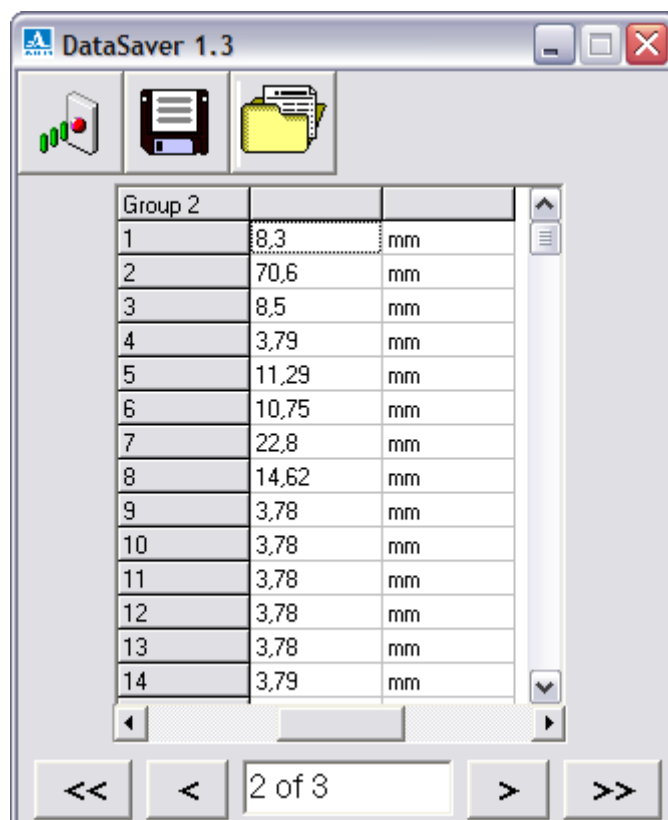 DataSaver 1.3
Group 2
1 8,3 mm
2 70,6 mm
3 8,5 mm
4 3,79 mm
5 11,29 mm
6 10,75 mm
7 22,8 mm
8 14,62 mm
9 3,78 mm
10 3,78 mm
11 3,78 mm
12 3,78 mm
13 3,78 mm
14 3,79 mm
<< < 2 of 3 > >>